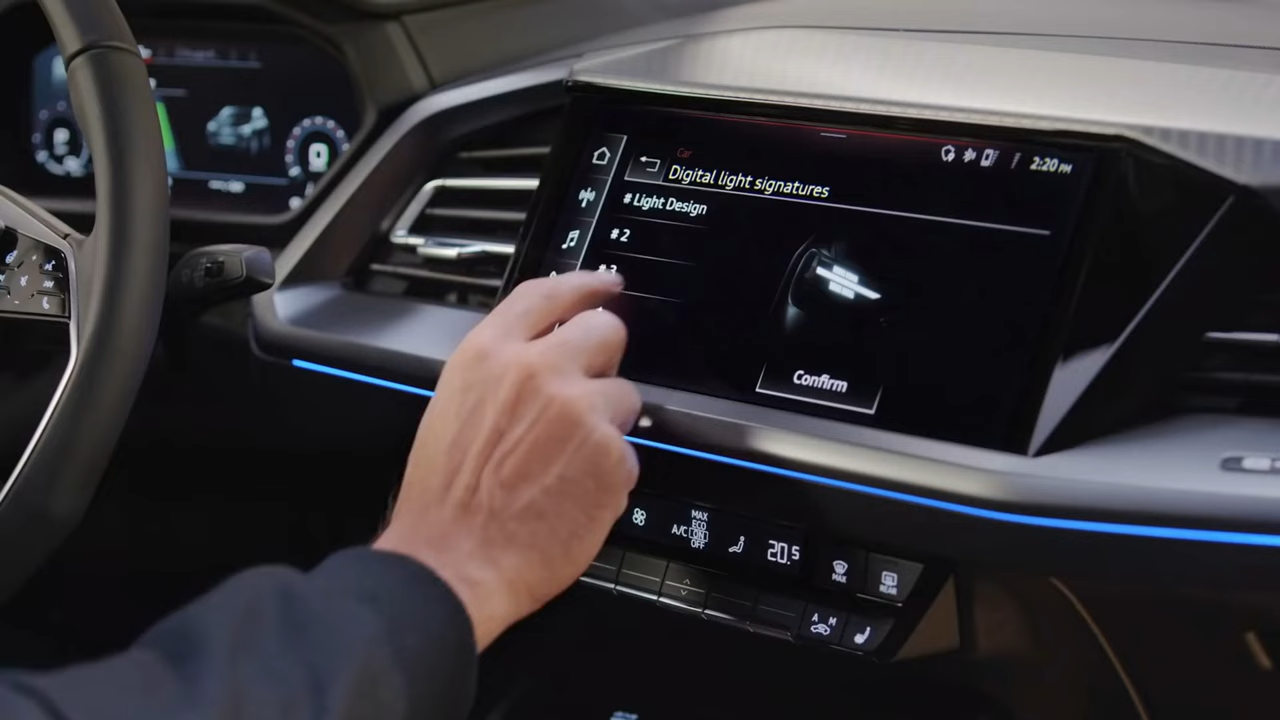 Car
2:20 PM
Digital light signatures
# Light Design
# 2
# 3
Confirm
MAX
ECO
A/C ON
OFF
20.5
MAX
REAR
A M